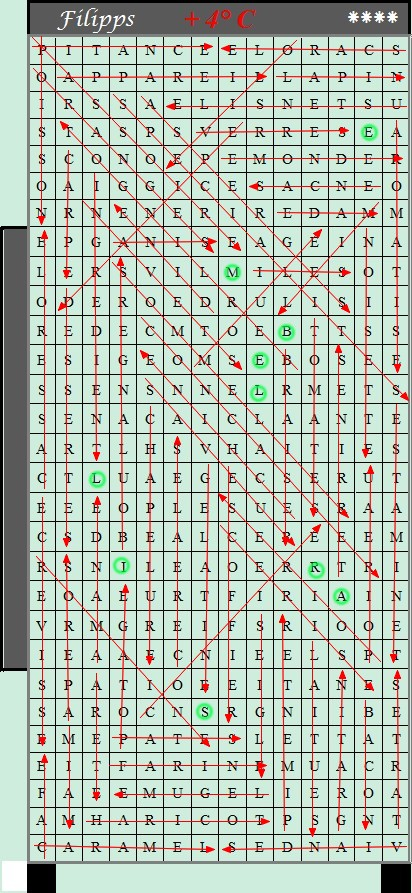 Filipps + 4° C ****
P I T A N C E E L O R A C S
O A P P A R E I L L A P I N
I R S S A E L I S N E T S U
S T A S P S V E R R E S E A
S C O N O E P E M O N D E R
O A I G G I C E S A C N E O
N R N E N E R I R E D A M M
E P G A N I S E A G E I N A
L E R S V I L M I L E S O T
O D E R O E D R U L I S I I
R E D E C M T O E B T T S S
E S I G E O M S E B O S E E
S S E N S N N E L R M E T S
S E N A C A I C L A A N T E
A R T L H S V H A I T I E S
C T L U A E G E C S E R U T
E E E O P L E S U E S R A A
C S D B E A L C E R E E E M
R S N I L E A O E R R T R I
E O A E U R T F I R I A I N
V R M G R E I F S R I O O E
I E A A E C N I E E L S P T
S P A T I O E E I T A N E S
S A R O C N S R G N I I B E
E M E P A T E S L E T T A T
E I T F A R I N E M U A C R
F A E E M U G E L I E R O A
A M H A R I C O T P S G N T
C A R A M E L S E D N A I V